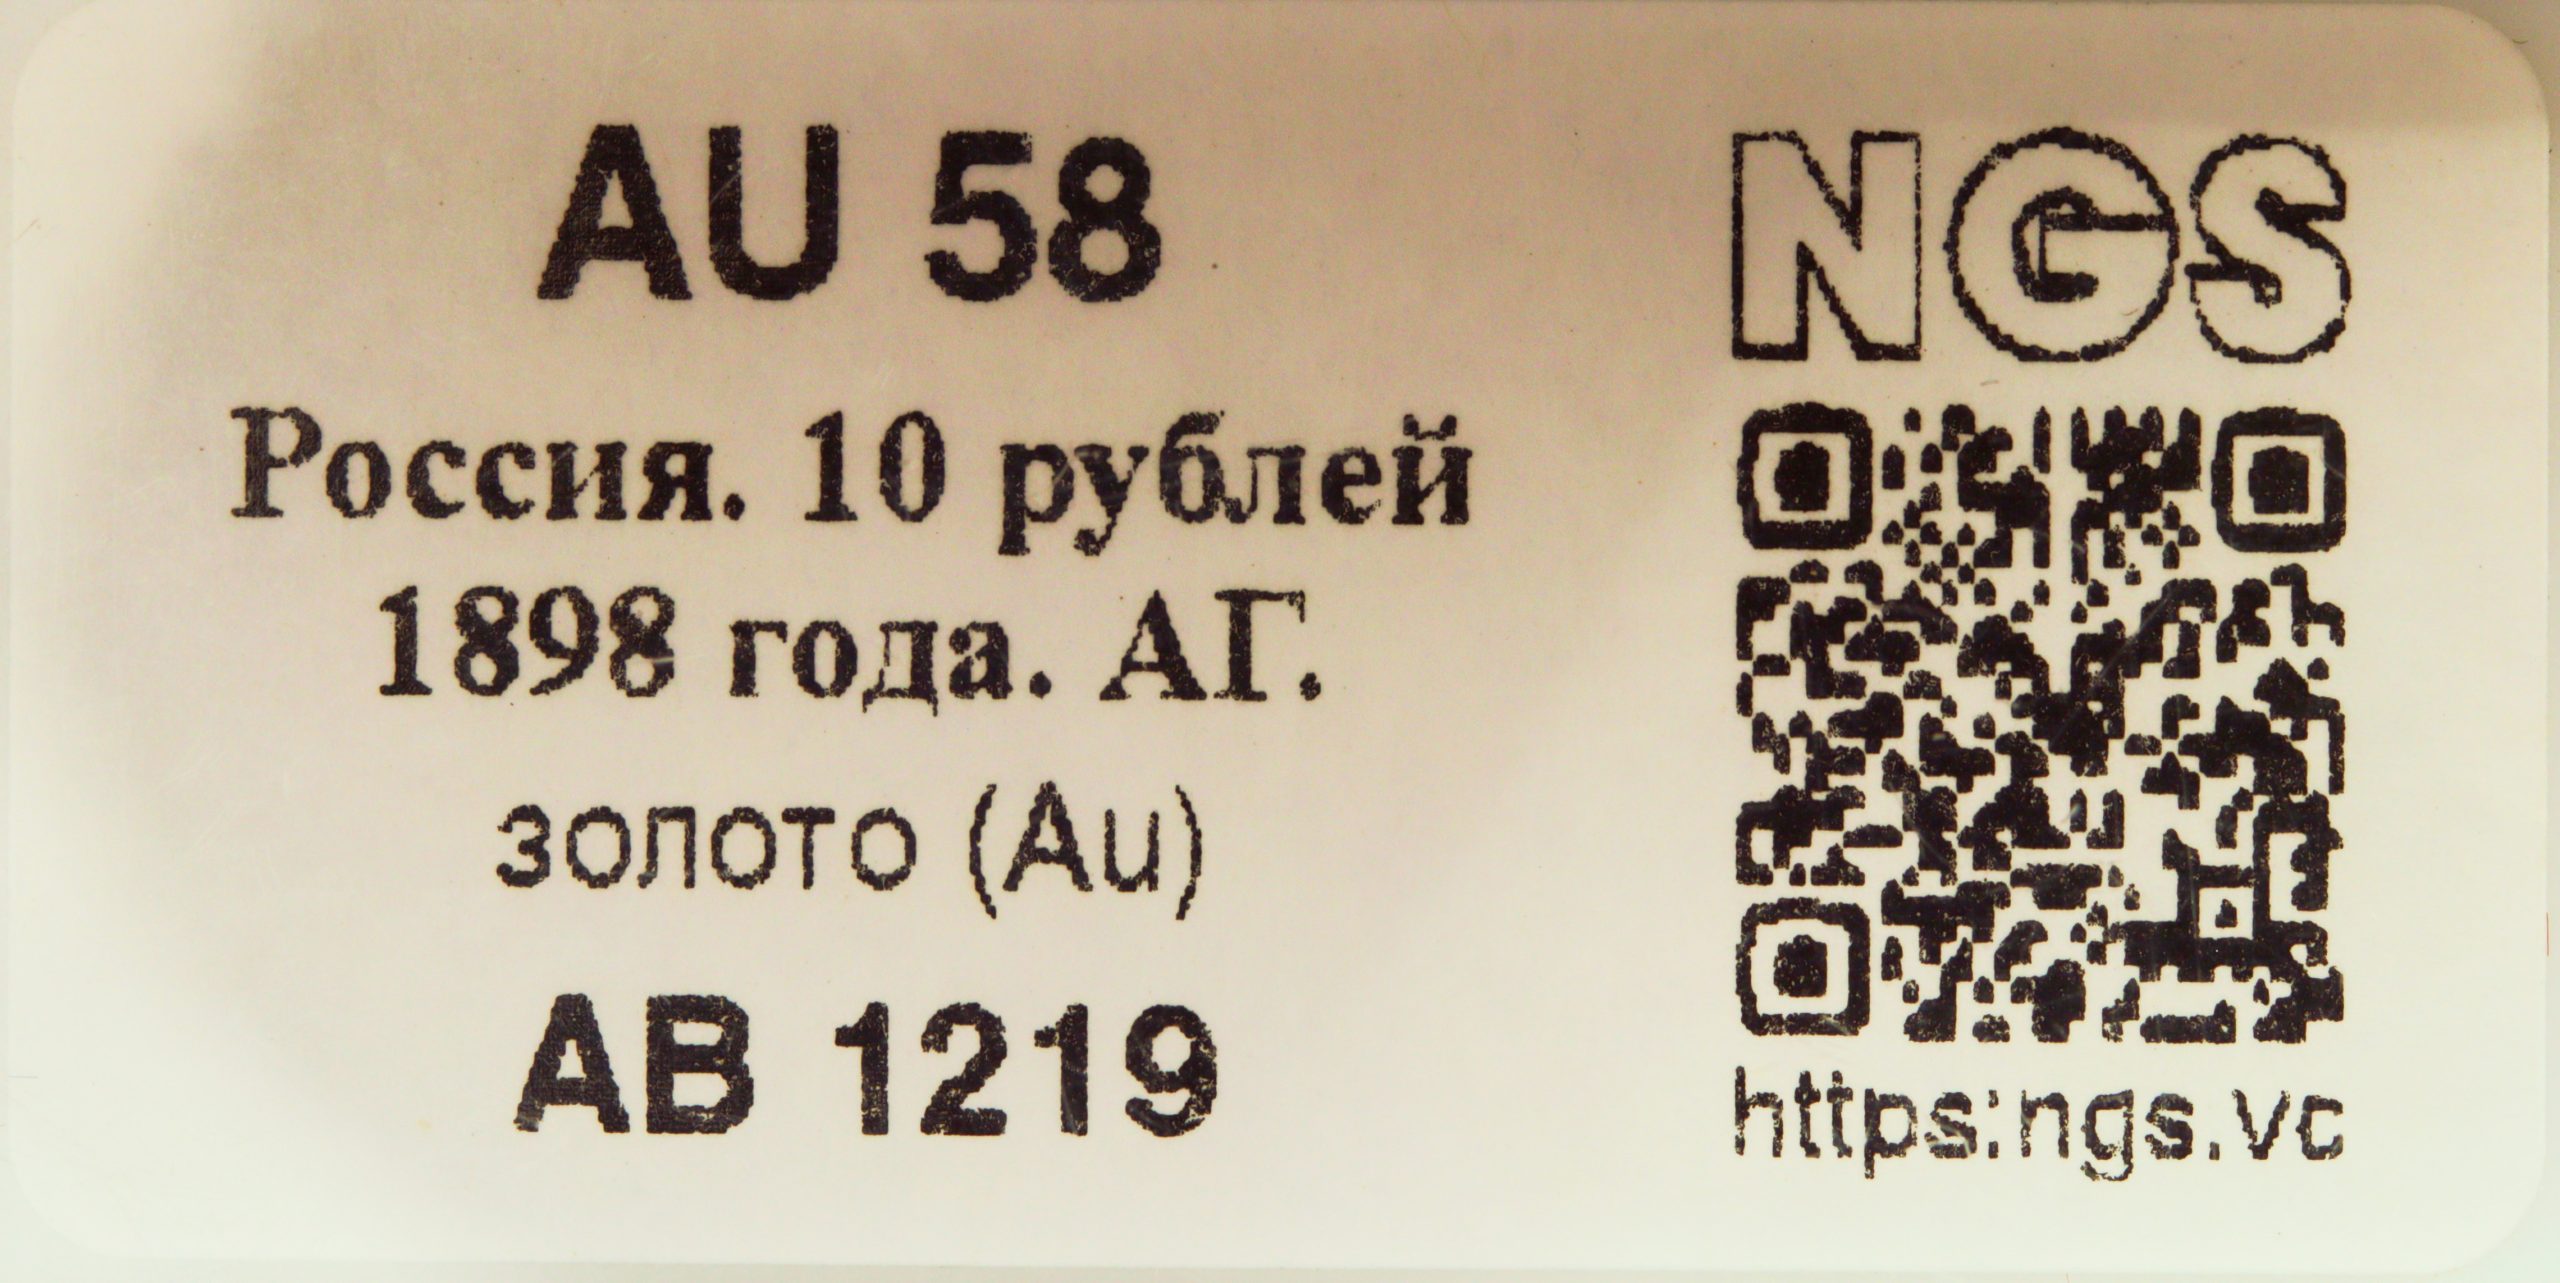 AU 58
Россия. 10 рублей
1898 года. АГ.
золото (Au)
AB 1219
NGS
https:ngs.vc